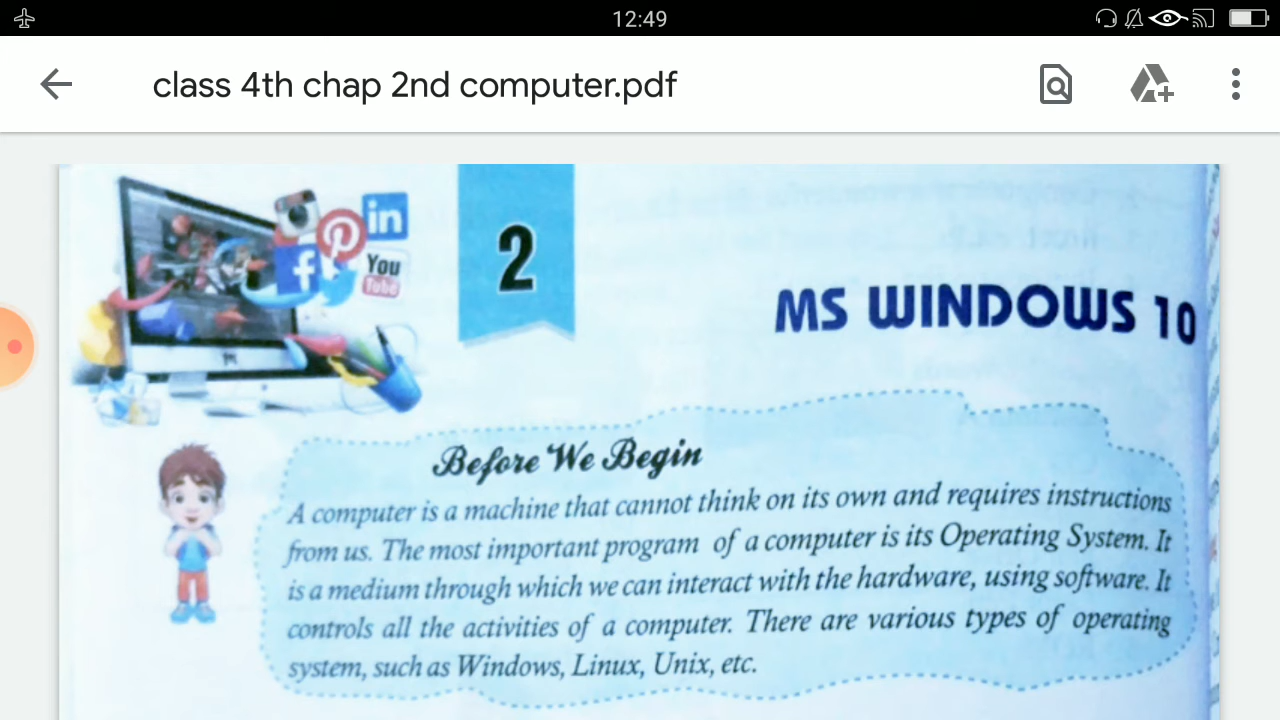 12:49
class 4th chap 2nd computer.pdf
in
You
Tube
2
MS WINDOWS 10
Before We Begin
A computer is a machine that cannot think on its own and requires instructions
from us. The most important program of a computer is its Operating System. It
is a medium through which we can interact with the hardware, using software. It
controls all the activities of a computer. There are various types of operating
system, such as Windows, Linux, Unix, etc.